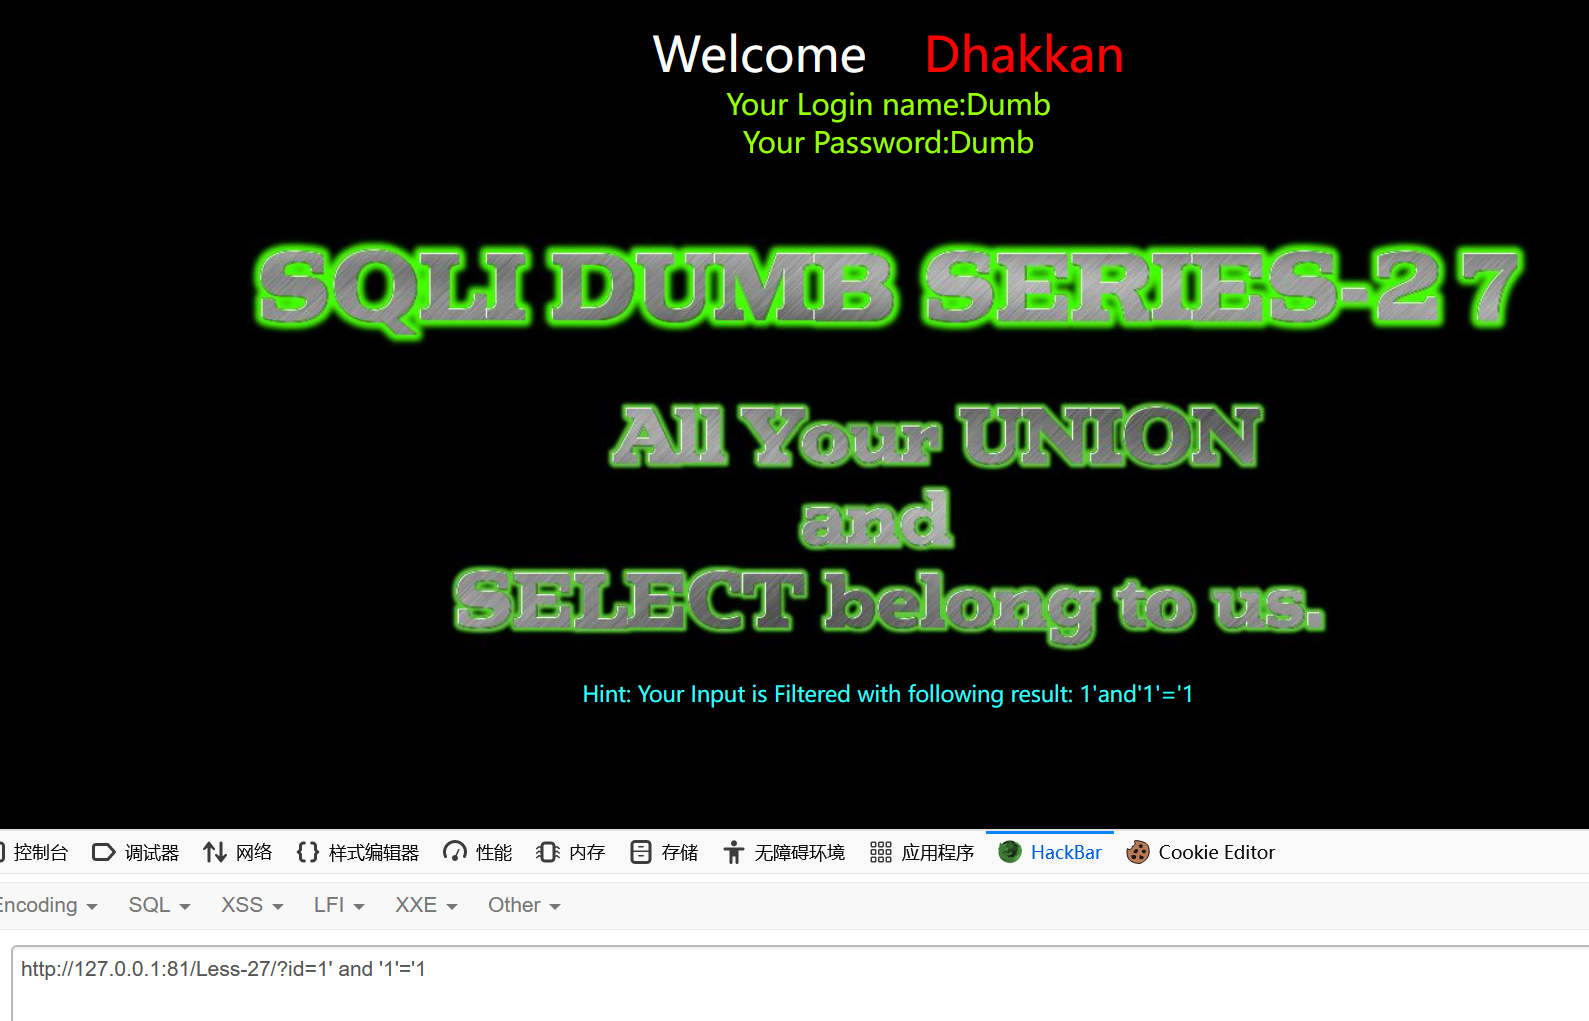 Welcome Dhakkan
Your Login name:Dumb
Your Password:Dumb
SQLI DUMB SERIES-27
All Your UNION
and
SELECT belong to us.
Hint: Your Input is Filtered with following result: 1'and'1'='1
控制台 调试器 网络 样式编辑器 性能 内存 存储 无障碍环境 应用程序 HackBar Cookie Editor
Encoding SQL XSS LFI XXE Other
http://127.0.0.1:81/Less-27/?id=1' and '1'='1